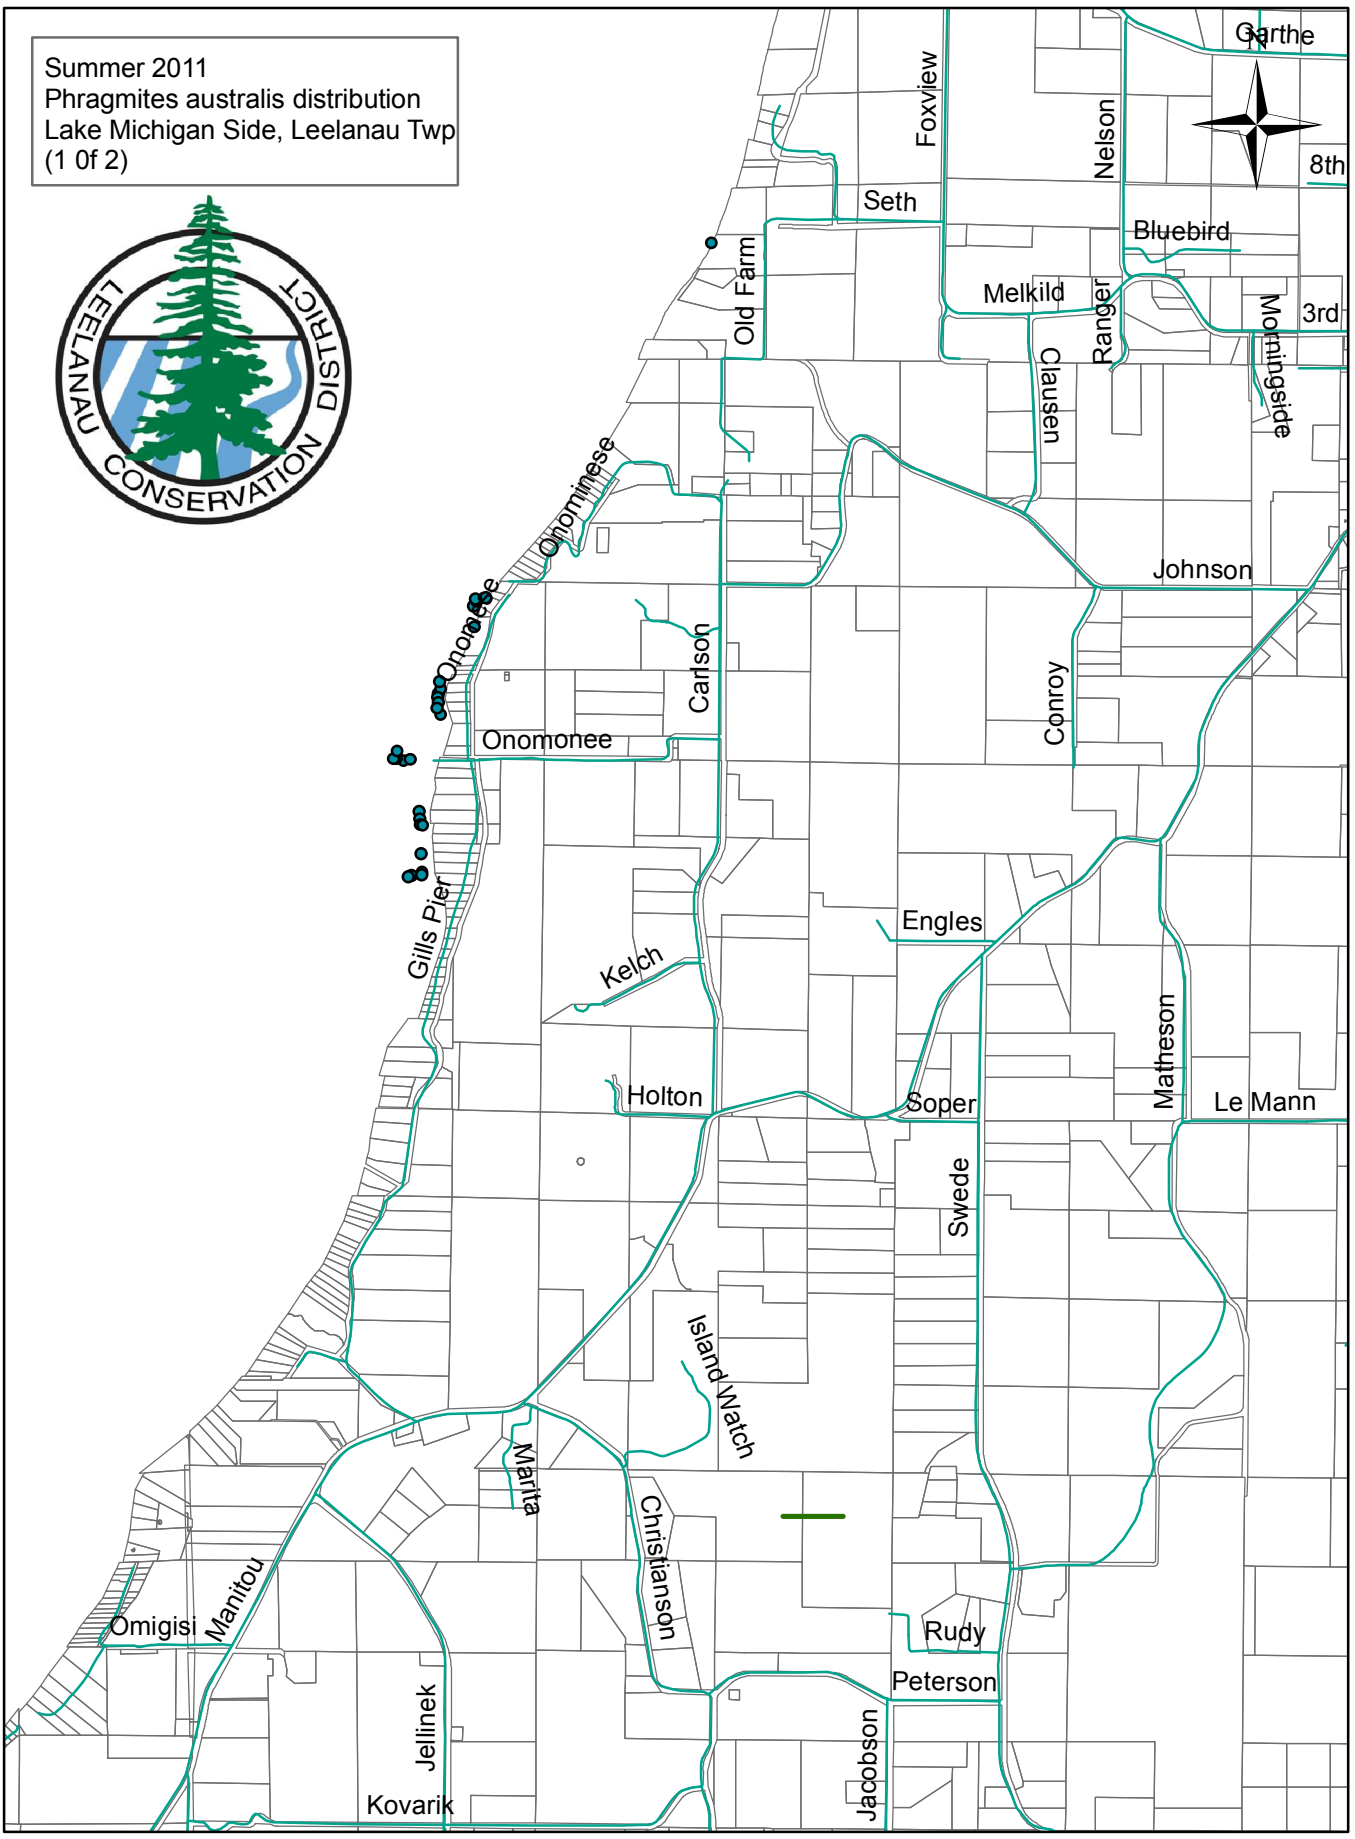 Summer 2011
Phragmites australis distribution
Lake Michigan Side, Leelanau Twp
(1 0f 2)
LEELANAU CONSERVATION DISTRICT
N
Garthe
Foxview
Nelson
8th
Seth
Bluebird
Old Farm
Melkild
Ranger
3rd
Morningside
Clausen
Onominese
Johnson
Onomene
Carlson
Conroy
Onomonee
Gills Pier
Engles
Kelch
Matheson
Holton
Soper
Le Mann
Swede
Island Watch
Marita
Christianson
Manitou
Omigisi
Rudy
Peterson
Jellinek
Jacobson
Kovarik